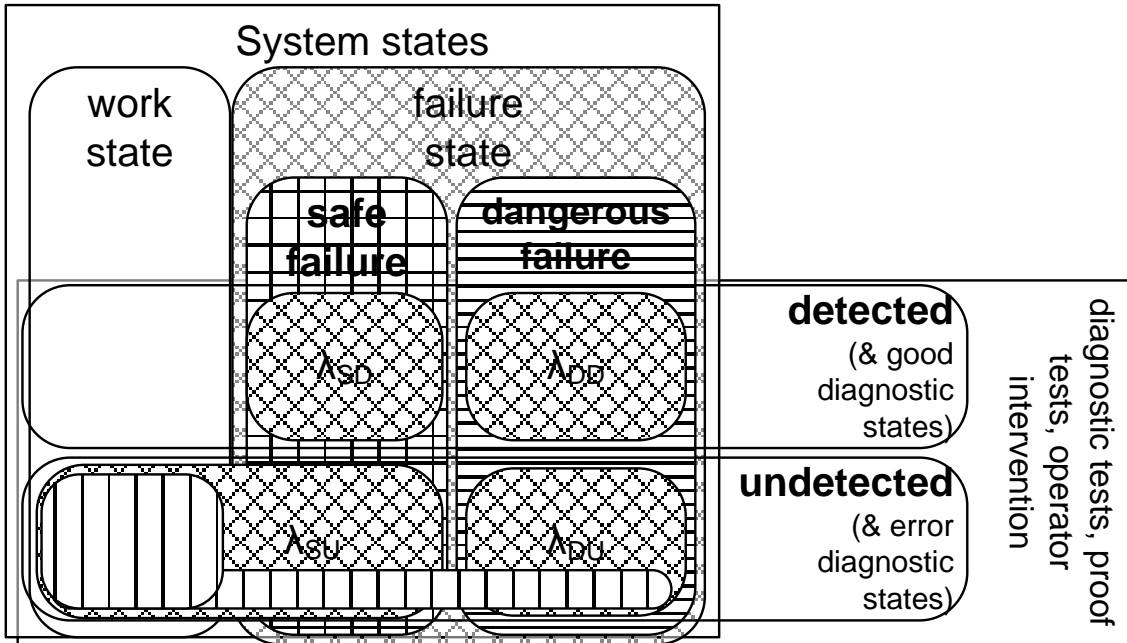 System states
work
state
failure
state
safe
failure
dangerous
failure
λSD
λDD
detected
(& good
diagnostic
states)
λSU
λDU
undetected
(& error
diagnostic
states)
diagnostic tests, proof
tests, operator
intervention